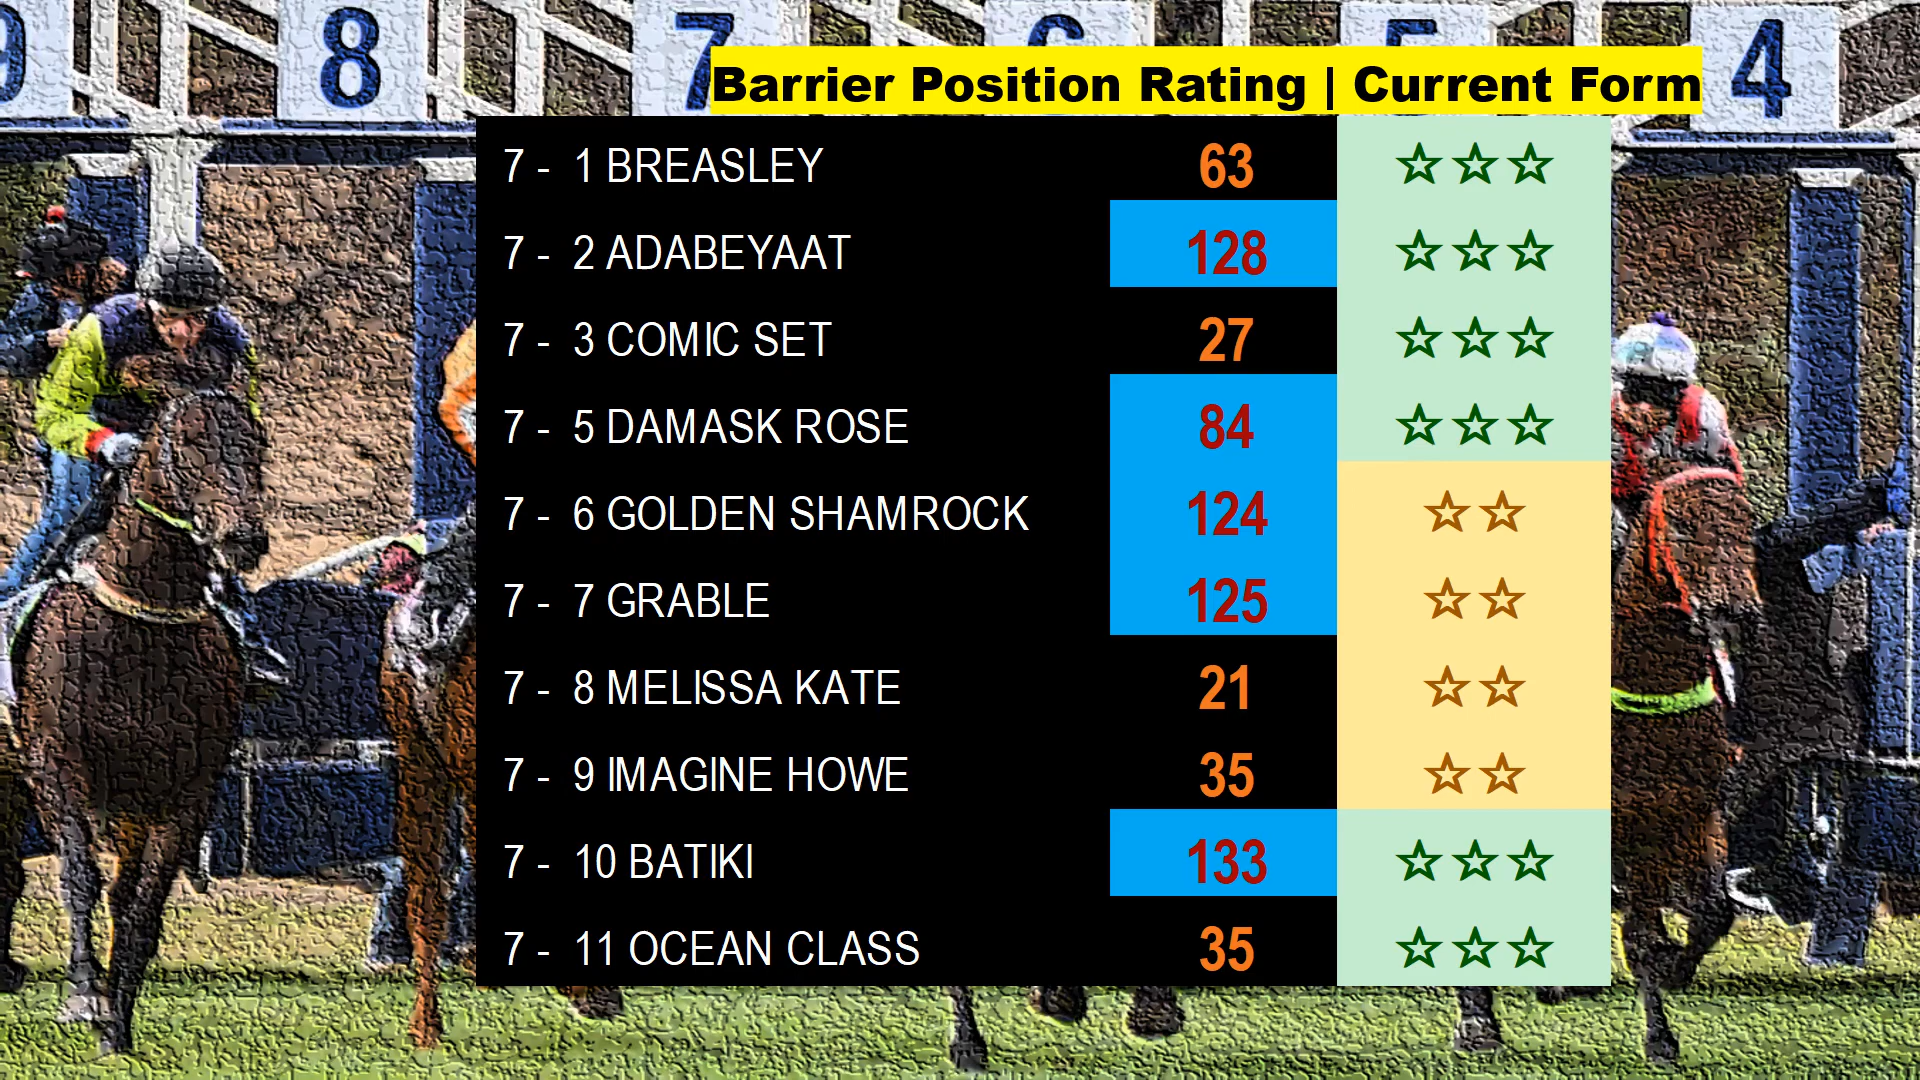 9 8 7 6 5 4
Barrier Position Rating | Current Form
7 - 1 BREASLEY 63 ☆☆☆
7 - 2 ADABEYAAT 128 ☆☆☆
7 - 3 COMIC SET 27 ☆☆☆
7 - 5 DAMASK ROSE 84 ☆☆☆
7 - 6 GOLDEN SHAMROCK 124 ☆☆
7 - 7 GRABLE 125 ☆☆
7 - 8 MELISSA KATE 21 ☆☆
7 - 9 IMAGINE HOWE 35 ☆☆
7 - 10 BATIKI 133 ☆☆☆
7 - 11 OCEAN CLASS 35 ☆☆☆